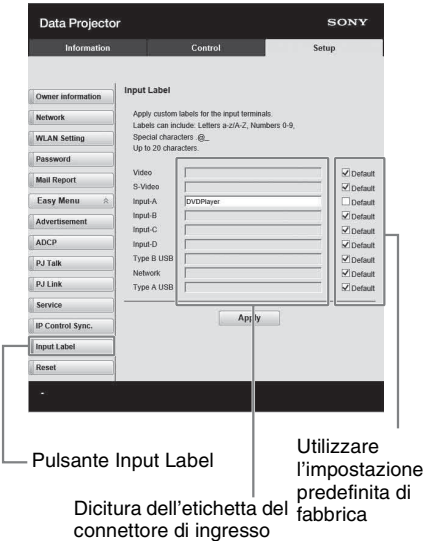 Data Projector
SONY
Information Control Setup
Owner information
Network
WLAN Setting
Password
Mail Report
Easy Menu
Advertisement
ADCP
PJ Talk
PJ Link
Service
IP Control Sync.
Input Label
Reset
Input Label
Apply custom labels for the input terminals.
Labels can include: Letters a-z/A-Z, Numbers 0-9,
Special characters .@_
Up to 20 characters.
Video Default
S-Video Default
Input-A DVDPlayer Default
Input-B Default
Input-C Default
Input-D Default
Type B USB Default
Network Default
Type A USB Default
Apply
-
Pulsante Input Label
Dicitura dell'etichetta del
connettore di ingresso
Utilizzare
l'impostazione
predefinita di
fabbrica